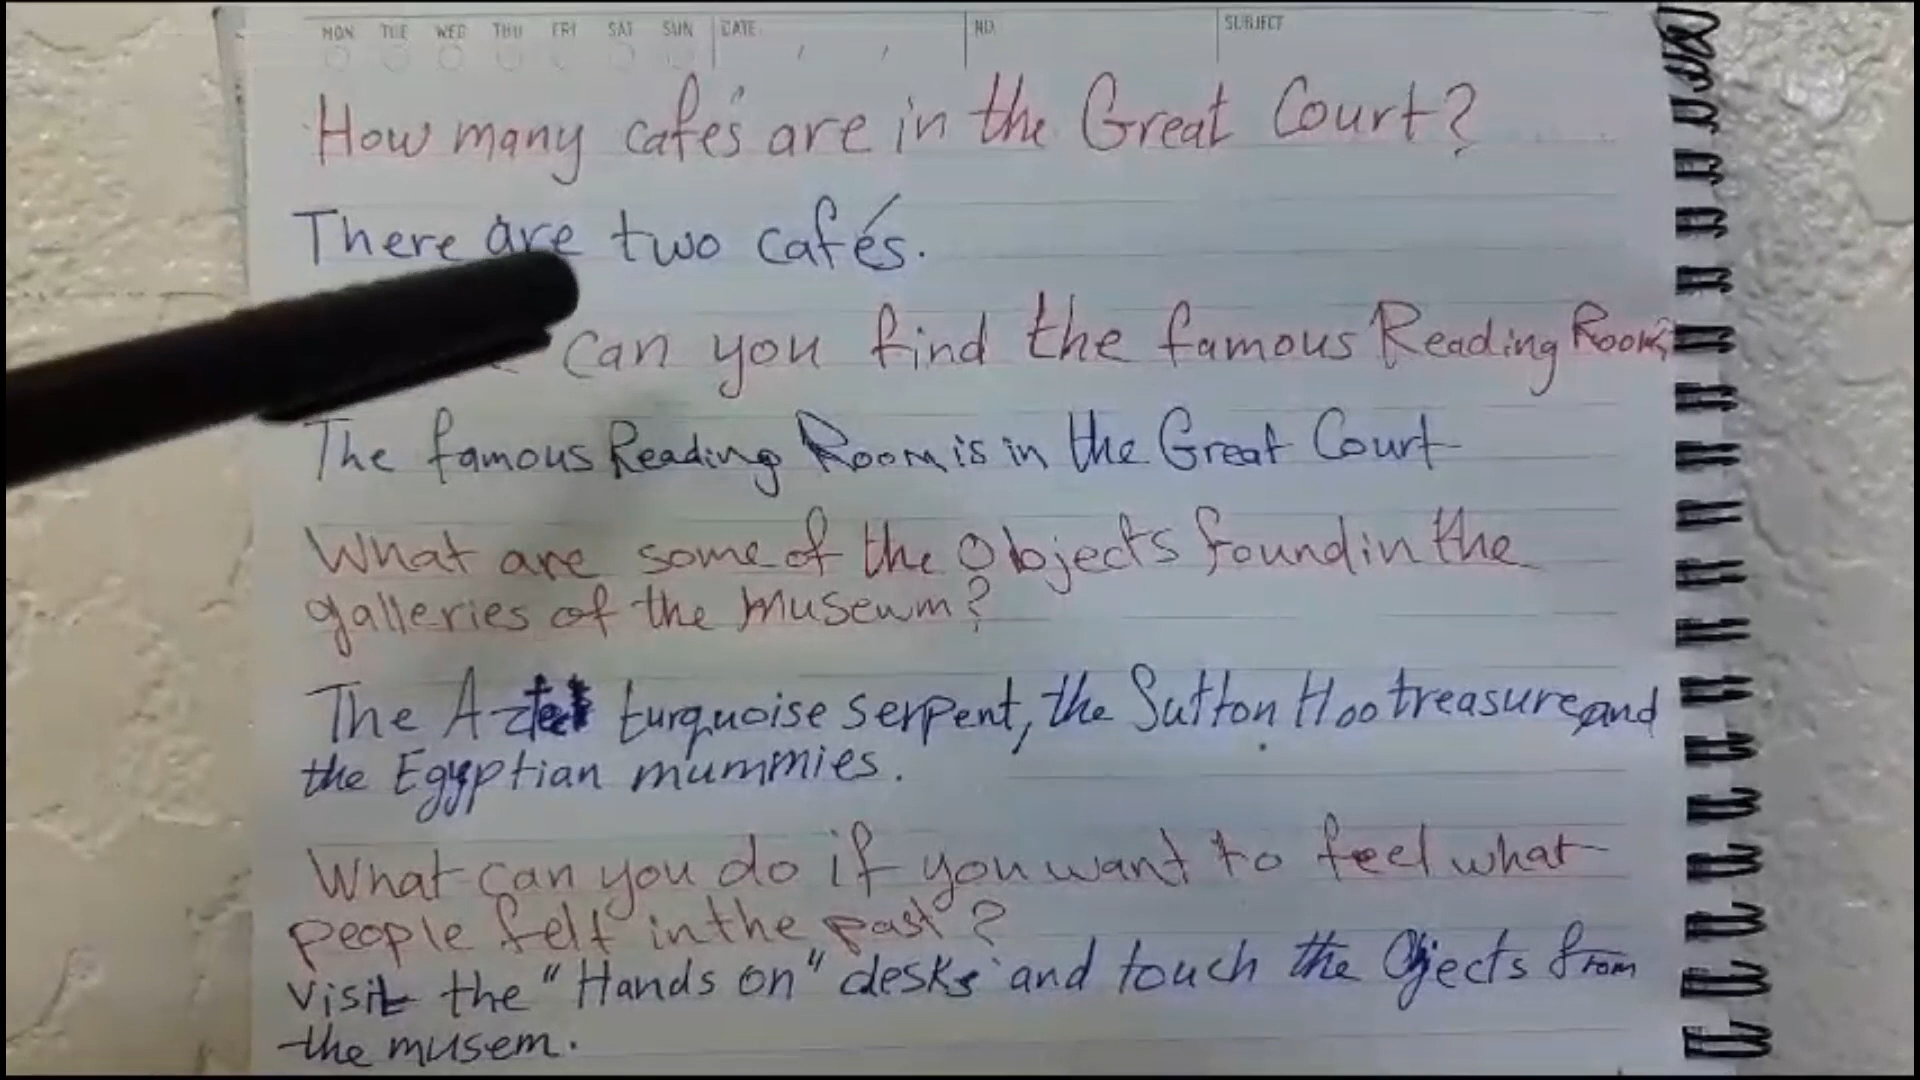 MON TUE WED THU FRI SAT SUN DATE / / NO. SUBJECT
How many cafés are in the Great Court?
There are two cafés.
can you find the famous Reading Room
The famous Reading Room is in the Great Court
What are some of the Objects found in the
galleries of the museum?
The Aztet turquoise serpent, the Sutton Hoo treasure and
the Egyptian mummies.
What can you do if you want to feel what
people felt in the past?
visit the "Hands on" desks and touch the Ojects from
the musem.